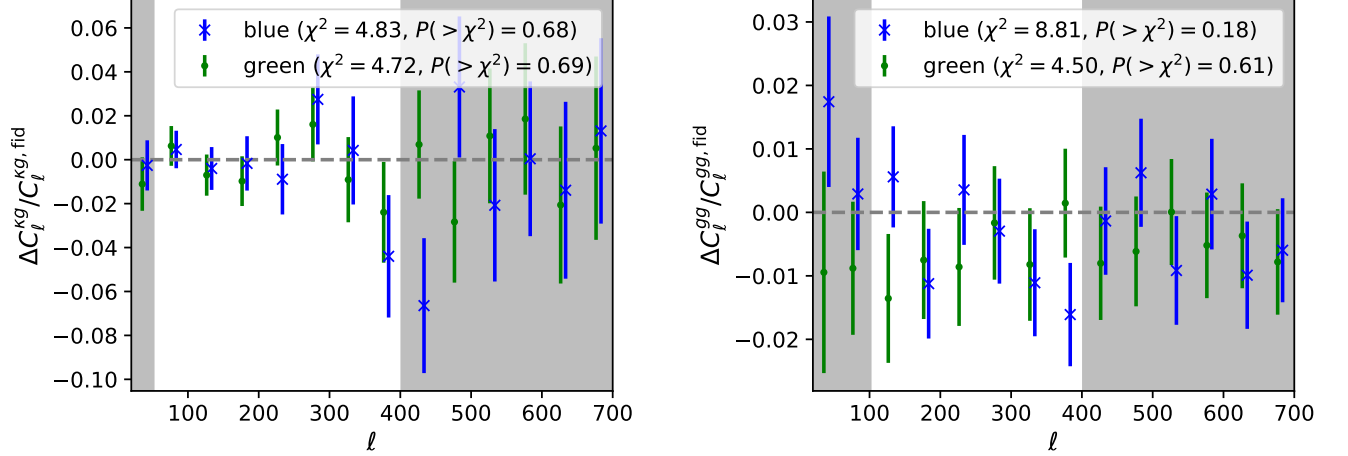 blue (χ² = 4.83, P(> χ²) = 0.68)
green (χ² = 4.72, P(> χ²) = 0.69)
0.06
0.04
0.02
0.00
−0.02
−0.04
−0.06
−0.08
−0.10
ΔC_ℓ^{κg}/C_ℓ^{κg, fid}
100 200 300 400 500 600 700
ℓ
blue (χ² = 8.81, P(> χ²) = 0.18)
green (χ² = 4.50, P(> χ²) = 0.61)
0.03
0.02
0.01
0.00
−0.01
−0.02
ΔC_ℓ^{gg}/C_ℓ^{gg, fid}
100 200 300 400 500 600 700
ℓ